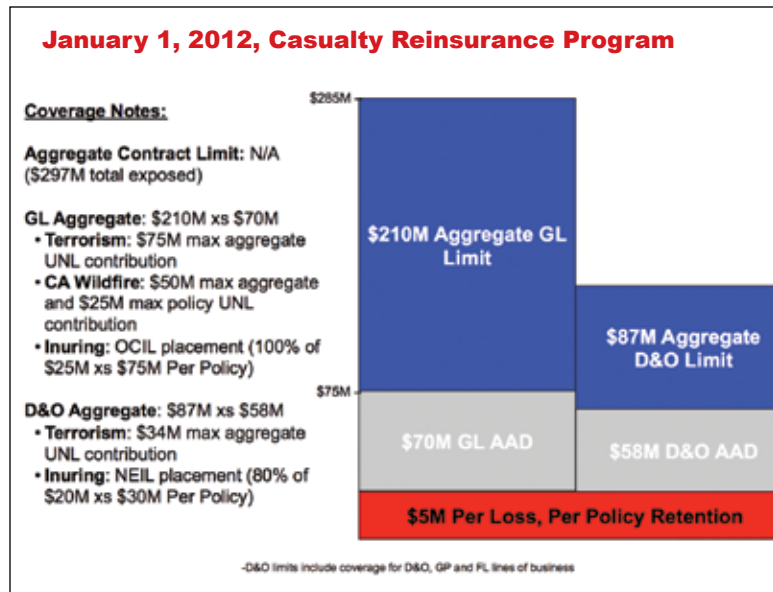 January 1, 2012, Casualty Reinsurance Program
Coverage Notes:
Aggregate Contract Limit: N/A
($297M total exposed)
GL Aggregate: $210M xs $70M
• Terrorism: $75M max aggregate
UNL contribution
• CA Wildfire: $50M max aggregate
and $25M max policy UNL
contribution
• Inuring: OCIL placement (100% of
$25M xs $75M Per Policy)
D&O Aggregate: $87M xs $58M
• Terrorism: $34M max aggregate
UNL contribution
• Inuring: NEIL placement (80% of
$20M xs $30M Per Policy)
$285M
$210M Aggregate GL
Limit
$87M Aggregate
D&O Limit
$75M
$70M GL AAD
$58M D&O AAD
$5M Per Loss, Per Policy Retention
-D&O limits include coverage for D&O, GP and FL lines of business